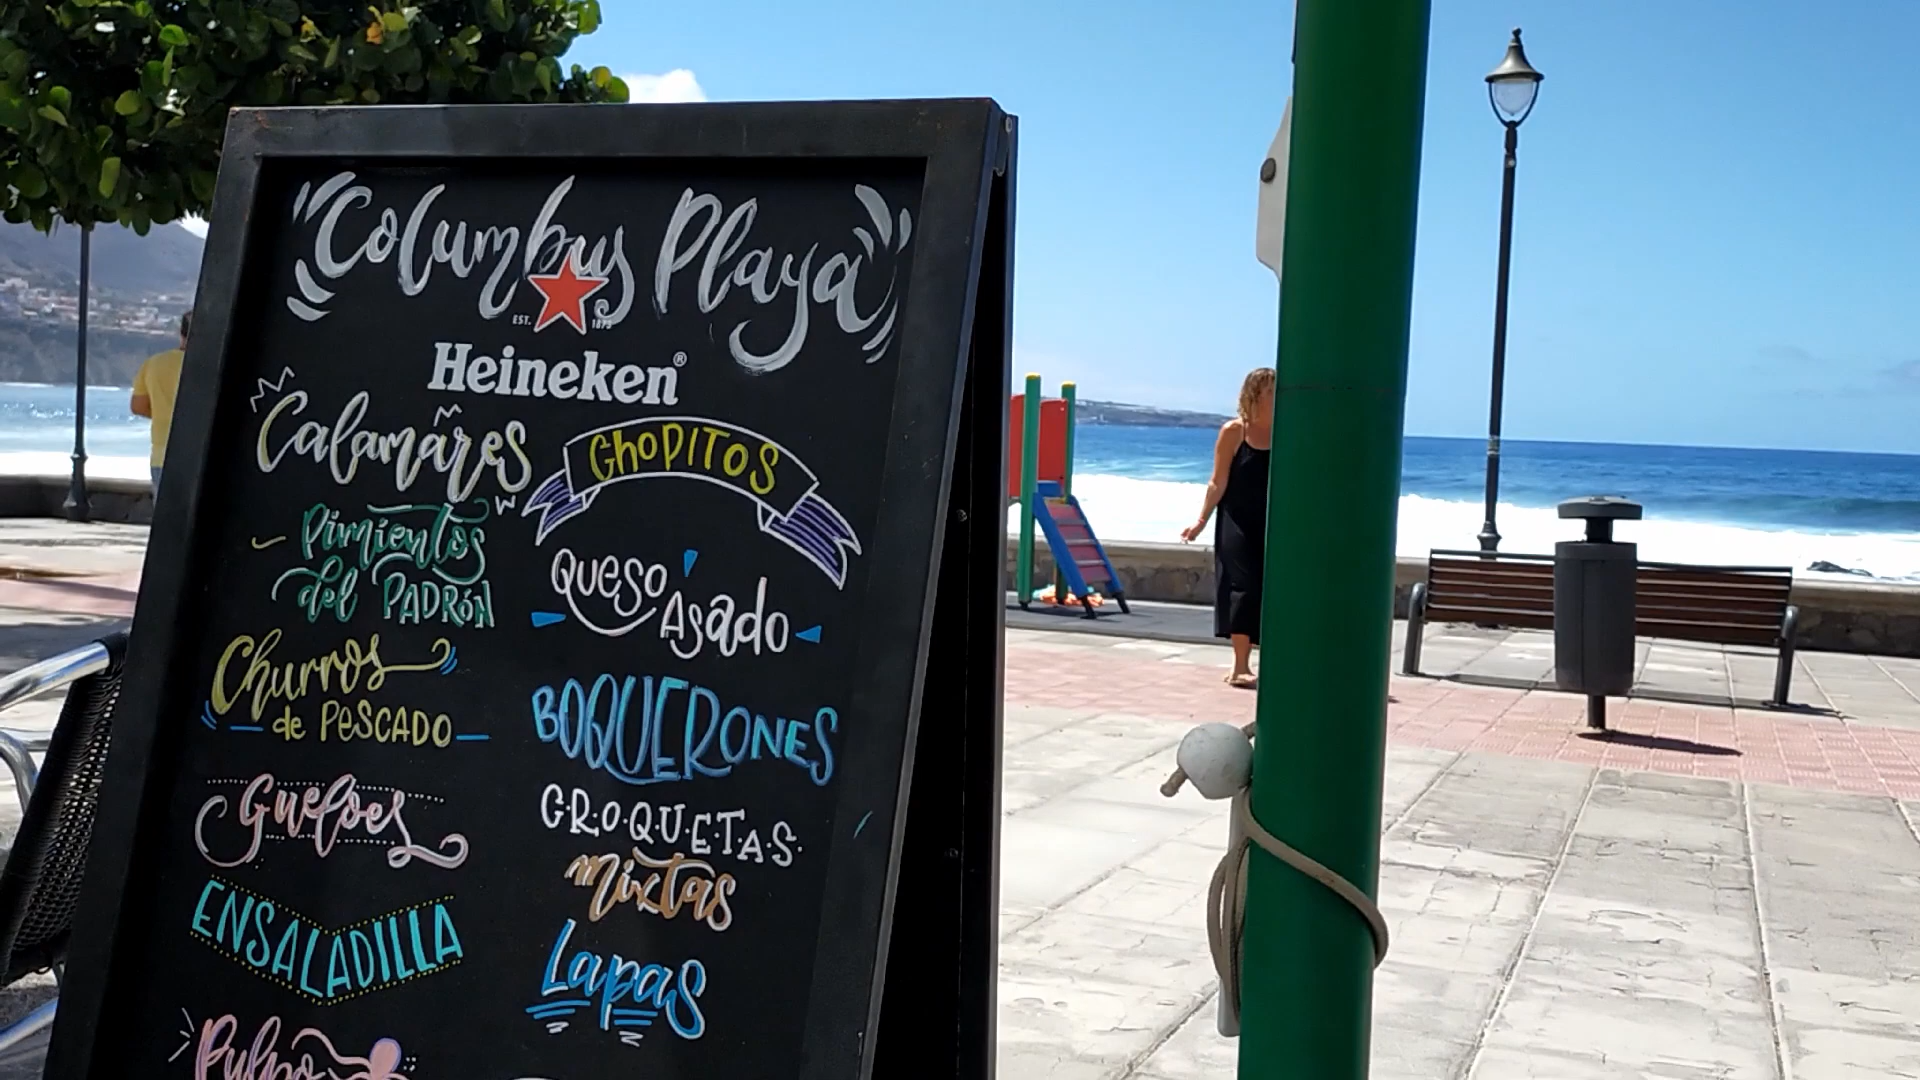 Columbus Playa
EST. 1873
Heineken®
Calamares
Pimientos
del PADRÓN
Churros
de PESCADO
Gueldes
ENSALADILLA
Pulpo
CHOPITOS
Queso
Asado
BOQUERONES
C.R.O.Q.U.E.T.A.S.
mixtas
Lapas